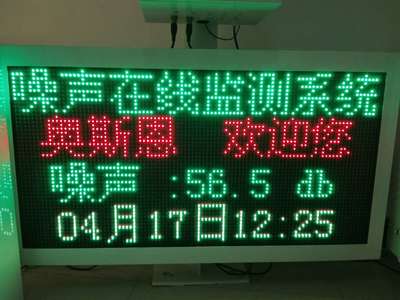 噪声在线监测系统
奥斯恩 欢迎您
噪声 :56.5 db
04月17日12:25